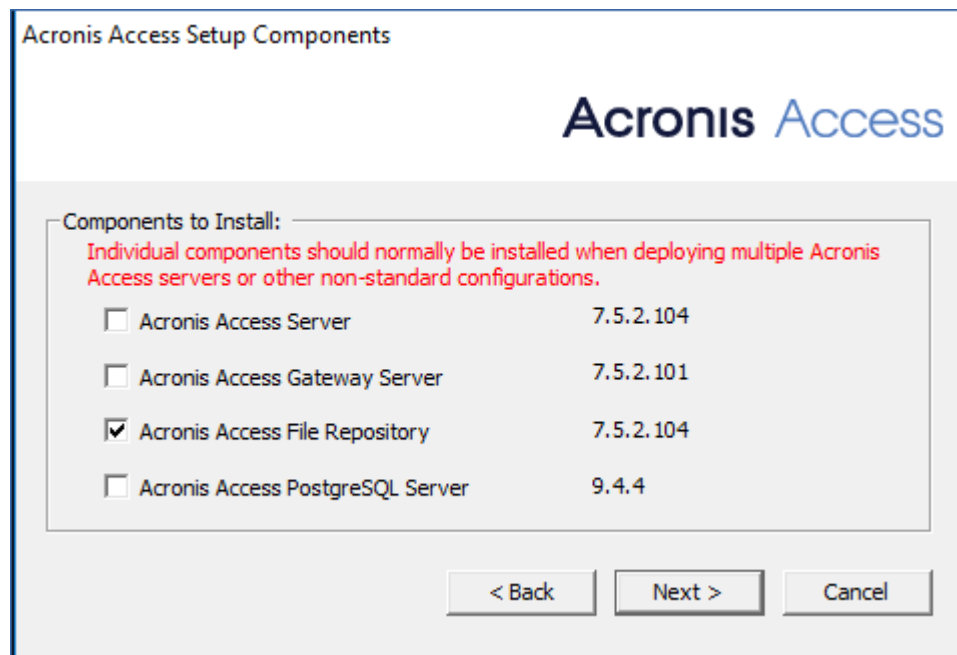 Acronis Access Setup Components
Acronis Access
Components to Install:
Individual components should normally be installed when deploying multiple Acronis
Access servers or other non-standard configurations.
Acronis Access Server 7.5.2.104
Acronis Access Gateway Server 7.5.2.101
Acronis Access File Repository 7.5.2.104
Acronis Access PostgreSQL Server 9.4.4
< Back Next > Cancel